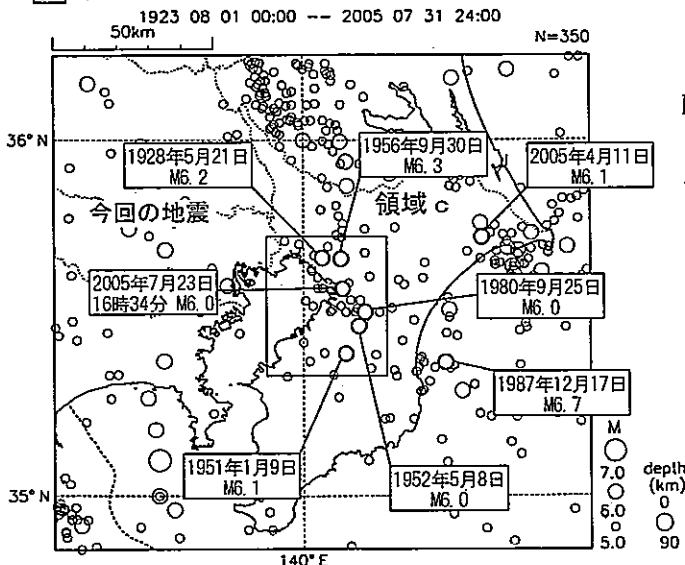 1923 08 01 00:00 -- 2005 07 31 24:00
50km
N=350
36°N
1928年5月21日
M6.2
1956年9月30日
M6.3
2005年4月11日
M6.1
今回の地震
領域 c
2005年7月23日
16時34分 M6.0
1980年9月25日
M6.0
1987年12月17日
M6.7
1951年1月9日
M6.1
1952年5月8日
M6.0
35°N
140°E
M
7.0
6.0
5.0
depth
(km)
0
90